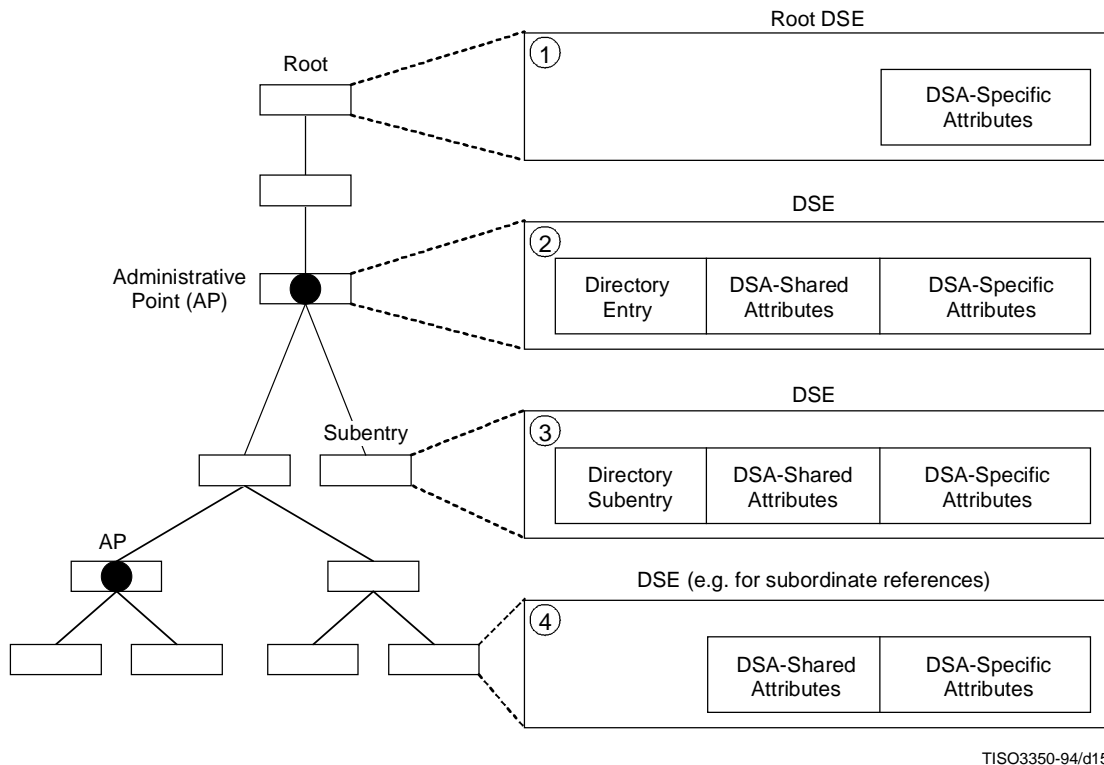 Root DSE
1
Root
DSA-Specific
Attributes
DSE
2
Administrative
Point (AP)
Directory
Entry
DSA-Shared
Attributes
DSA-Specific
Attributes
DSE
Subentry
3
Directory
Subentry
DSA-Shared
Attributes
DSA-Specific
Attributes
AP
DSE (e.g. for subordinate references)
4
DSA-Shared
Attributes
DSA-Specific
Attributes
TISO3350-94/d15